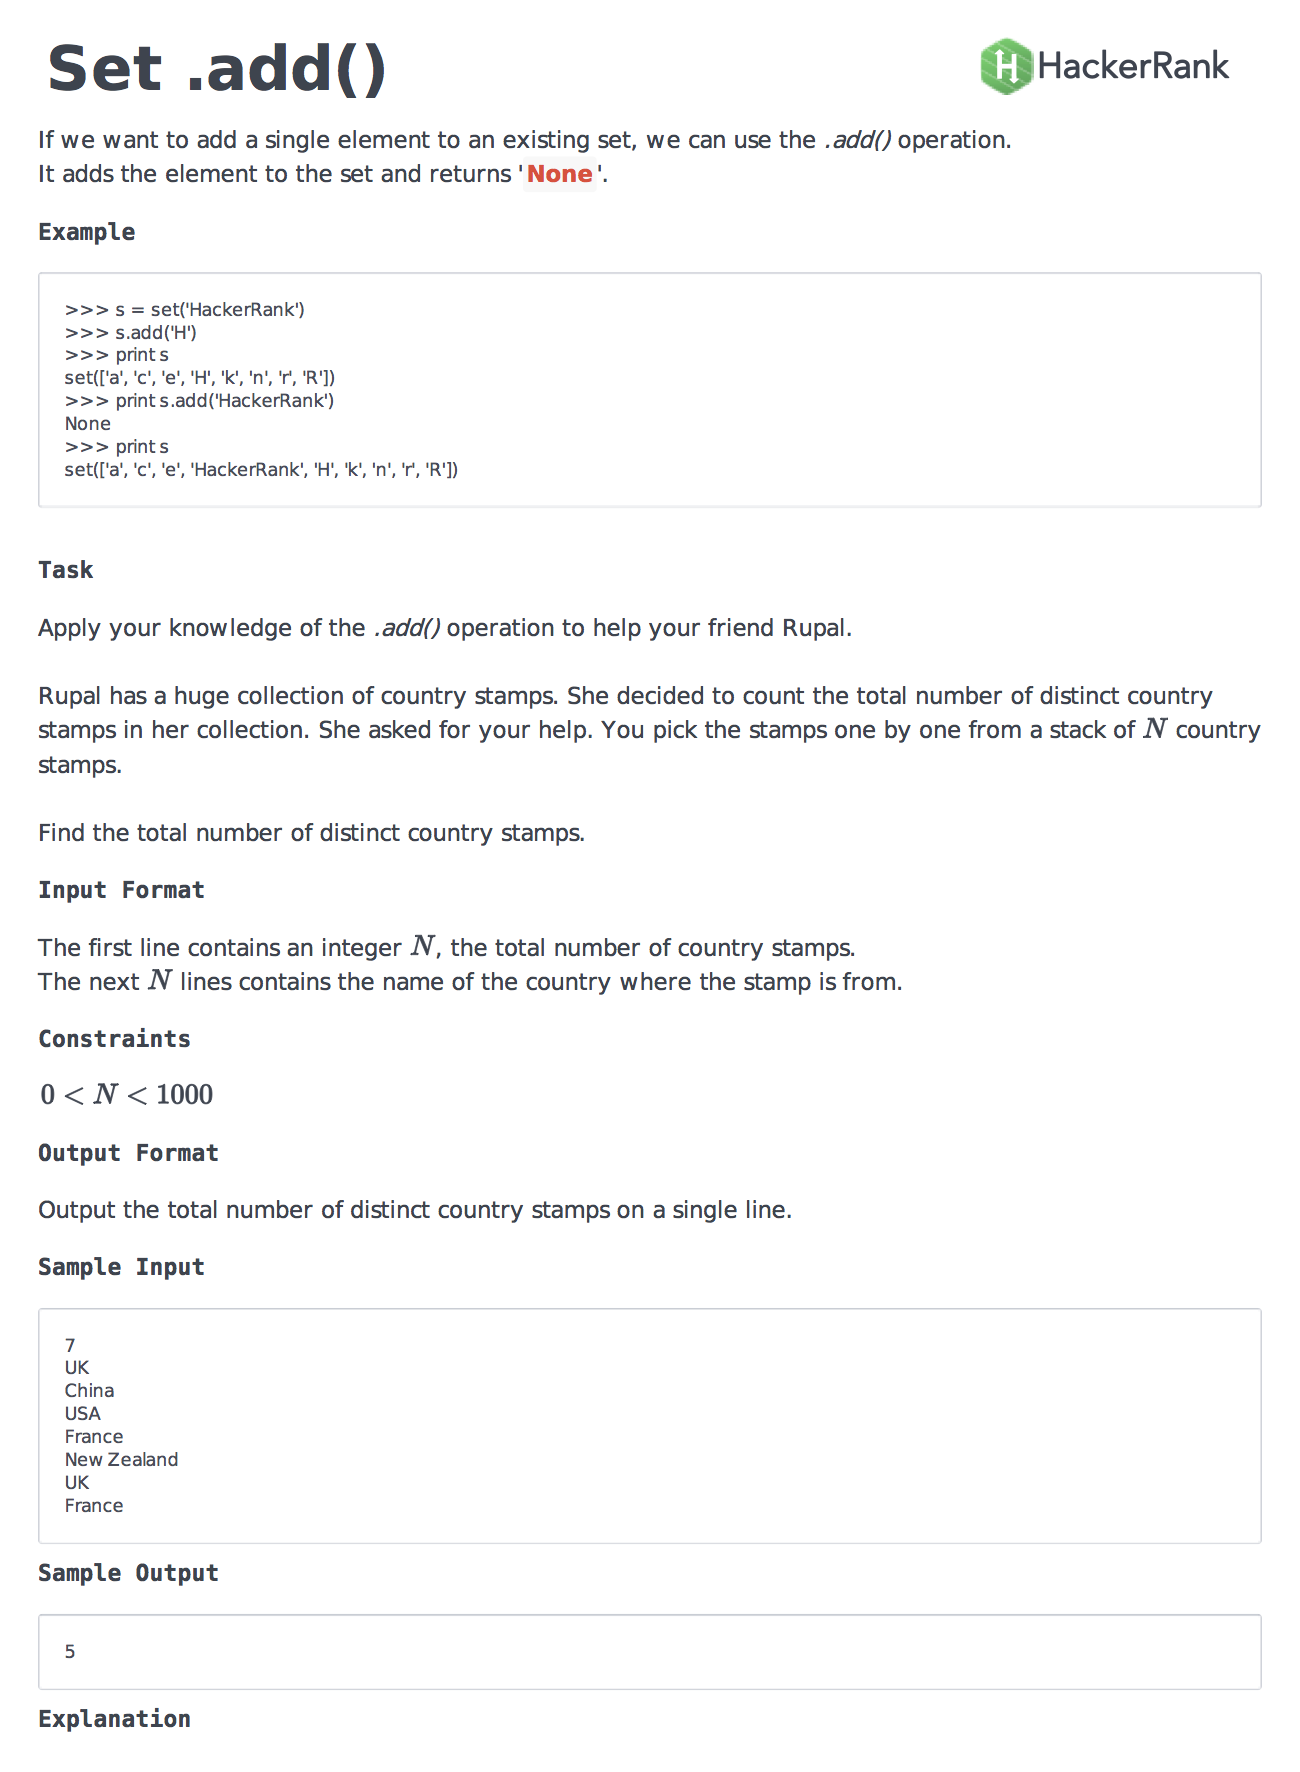 Set .add()
HackerRank
If we want to add a single element to an existing set, we can use the .add() operation.
It adds the element to the set and returns 'None'.
Example
>>> s = set('HackerRank')
>>> s.add('H')
>>> print s
set(['a', 'c', 'e', 'H', 'k', 'n', 'r', 'R'])
>>> print s.add('HackerRank')
None
>>> print s
set(['a', 'c', 'e', 'HackerRank', 'H', 'k', 'n', 'r', 'R'])
Task
Apply your knowledge of the .add() operation to help your friend Rupal.
Rupal has a huge collection of country stamps. She decided to count the total number of distinct country
stamps in her collection. She asked for your help. You pick the stamps one by one from a stack of N country
stamps.
Find the total number of distinct country stamps.
Input Format
The first line contains an integer N, the total number of country stamps.
The next N lines contains the name of the country where the stamp is from.
Constraints
0 < N < 1000
Output Format
Output the total number of distinct country stamps on a single line.
Sample Input
7
UK
China
USA
France
New Zealand
UK
France
Sample Output
5
Explanation